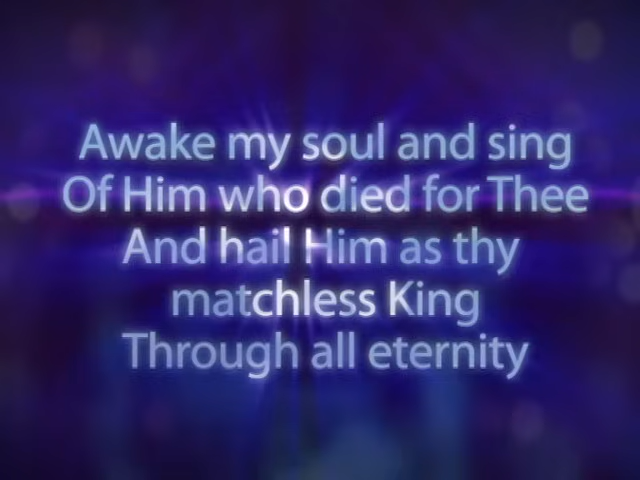 Awake my soul and sing
Of Him who died for Thee
And hail Him as thy
matchless King
Through all eternity